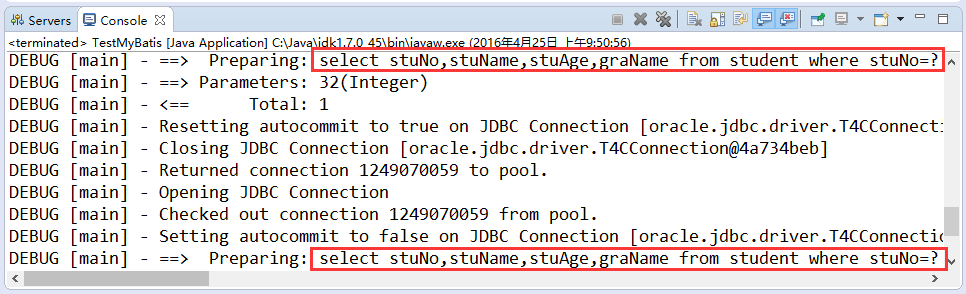 Servers Console
<terminated> TestMyBatis [Java Application] C:\Java\jdk1.7.0_45\bin\javaw.exe (2016年4月25日 上午9:50:56)
DEBUG [main] - ==>  Preparing: select stuNo,stuName,stuAge,graName from student where stuNo=?
DEBUG [main] - ==> Parameters: 32(Integer)
DEBUG [main] - <==      Total: 1
DEBUG [main] - Resetting autocommit to true on JDBC Connection [oracle.jdbc.driver.T4CConnecti
DEBUG [main] - Closing JDBC Connection [oracle.jdbc.driver.T4CConnection@4a734beb]
DEBUG [main] - Returned connection 1249070059 to pool.
DEBUG [main] - Opening JDBC Connection
DEBUG [main] - Checked out connection 1249070059 from pool.
DEBUG [main] - Setting autocommit to false on JDBC Connection [oracle.jdbc.driver.T4CConnectio
DEBUG [main] - ==>  Preparing: select stuNo,stuName,stuAge,graName from student where stuNo=?